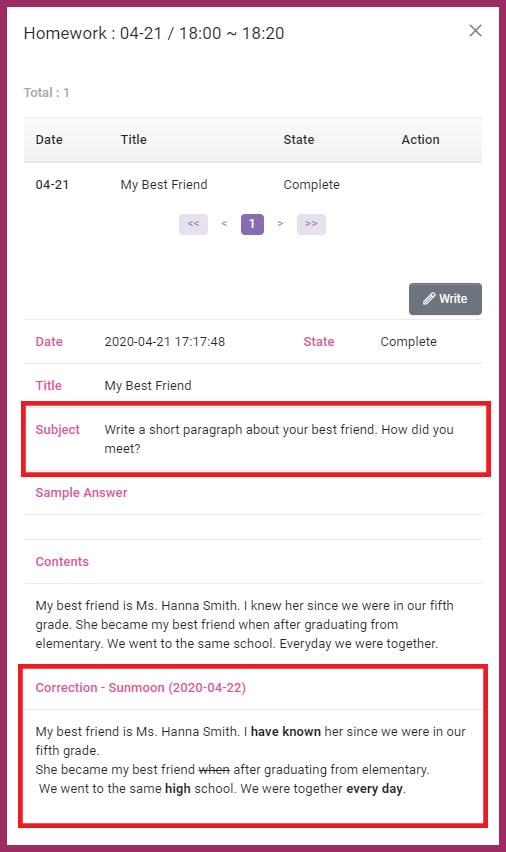 Homework : 04-21 / 18:00 ~ 18:20
Total : 1
Date Title State Action
04-21 My Best Friend Complete
<< < 1 > >>
Write
Date 2020-04-21 17:17:48 State Complete
Title My Best Friend
Subject Write a short paragraph about your best friend. How did you
meet?
Sample Answer
Contents
My best friend is Ms. Hanna Smith. I knew her since we were in our fifth
grade. She became my best friend when after graduating from
elementary. We went to the same school. Everyday we were together.
Correction - Sunmoon (2020-04-22)
My best friend is Ms. Hanna Smith. I have known her since we were in our
fifth grade.
She became my best friend when after graduating from elementary.
We went to the same high school. We were together every day.